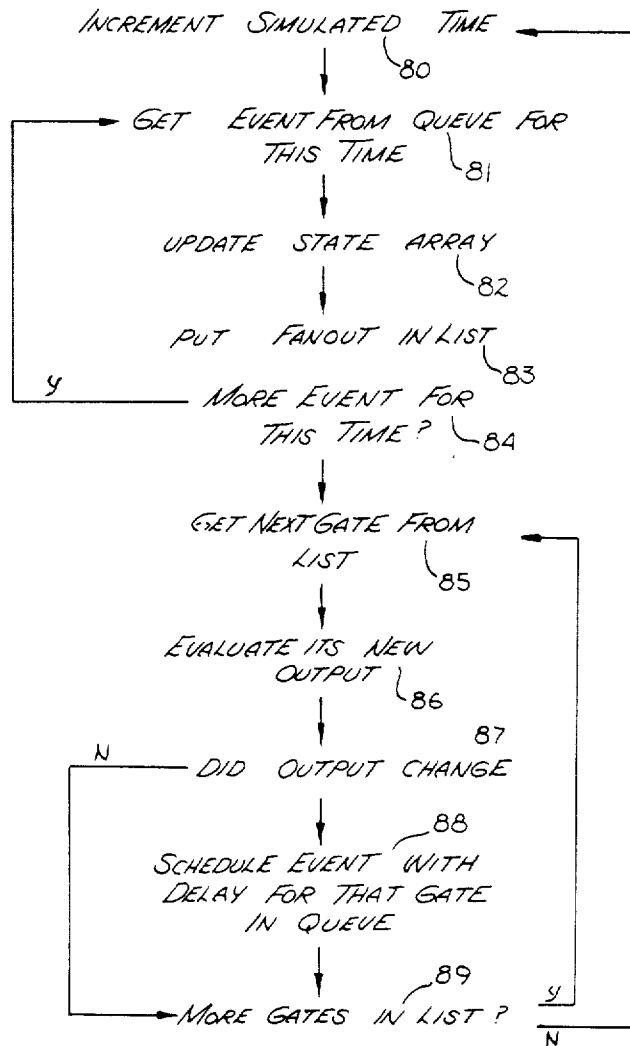 INCREMENT SIMULATED TIME
80
GET EVENT FROM QUEUE FOR
THIS TIME
81
UPDATE STATE ARRAY
82
PUT FANOUT IN LIST
83
Y
MORE EVENT FOR
THIS TIME?
84
GET NEXT GATE FROM
LIST
85
EVALUATE ITS NEW
OUTPUT
86
87
N
DID OUTPUT CHANGE
88
SCHEDULE EVENT WITH
DELAY FOR THAT GATE
IN QUEUE
89
MORE GATES IN LIST?
Y
N